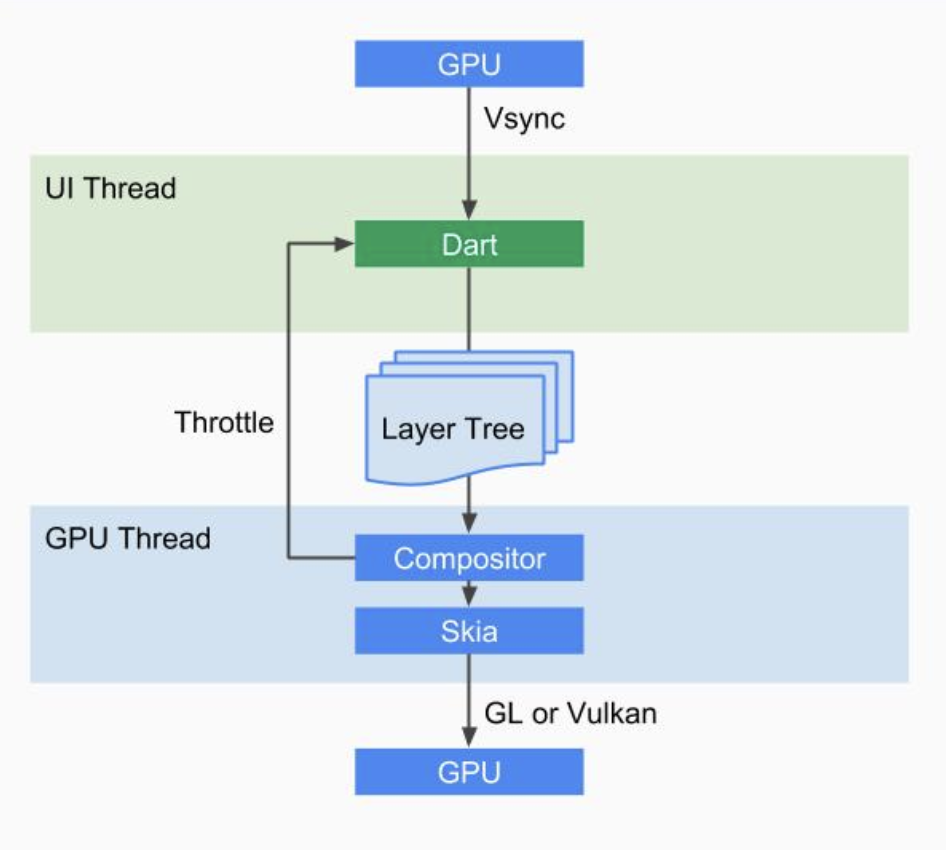 GPU
Vsync
UI Thread
Dart
Throttle
Layer Tree
GPU Thread
Compositor
Skia
GL or Vulkan
GPU